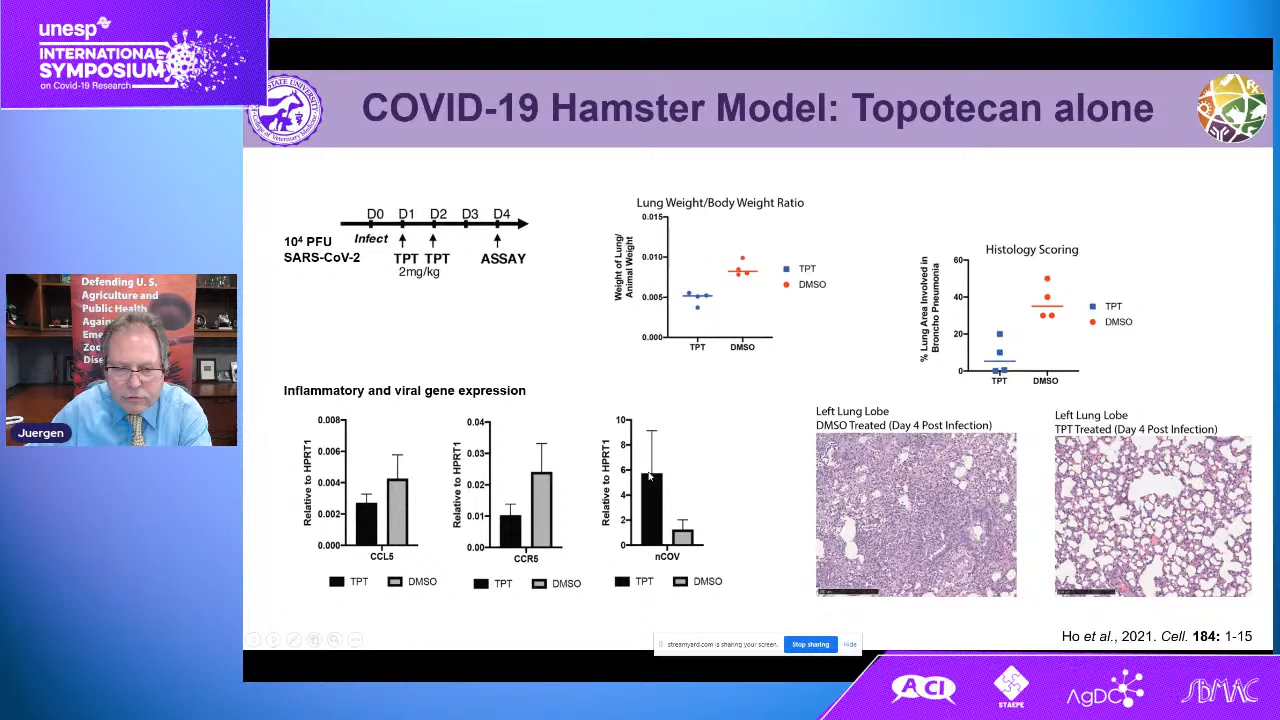 unesp
INTERNATIONAL
SYMPOSIUM
on Covid-19 Research
STATE UNIVERSITY
College of Veterinary Medicine
COVID-19 Hamster Model: Topotecan alone
Rx
D0 D1 D2 D3 D4
10⁴ PFU
SARS-CoV-2
Infect
TPT TPT
2mg/kg
ASSAY
Lung Weight/Body Weight Ratio
Weight of Lung/
Animal Weight
0.015
0.010
0.005
0.000
TPT DMSO
TPT
DMSO
Histology Scoring
% Lung Area Involved in
Broncho Pneumonia
60
40
20
0
TPT DMSO
TPT
DMSO
Defending U. S.
Agriculture and
Public Health
Juergen
Inflammatory and viral gene expression
Relative to HPRT1
0.008
0.006
0.004
0.002
0.000
CCL5
TPT DMSO
Relative to HPRT1
0.04
0.03
0.02
0.01
0.00
CCR5
TPT DMSO
Relative to HPRT1
10
8
6
4
2
0
nCOV
TPT DMSO
Left Lung Lobe
DMSO Treated (Day 4 Post Infection)
Left Lung Lobe
TPT Treated (Day 4 Post Infection)
Ho et al., 2021. Cell. 184: 1-15
streamyard.com is sharing your screen.
Stop sharing
Hide
ACI
STAEPE
AgDC
SBMAC